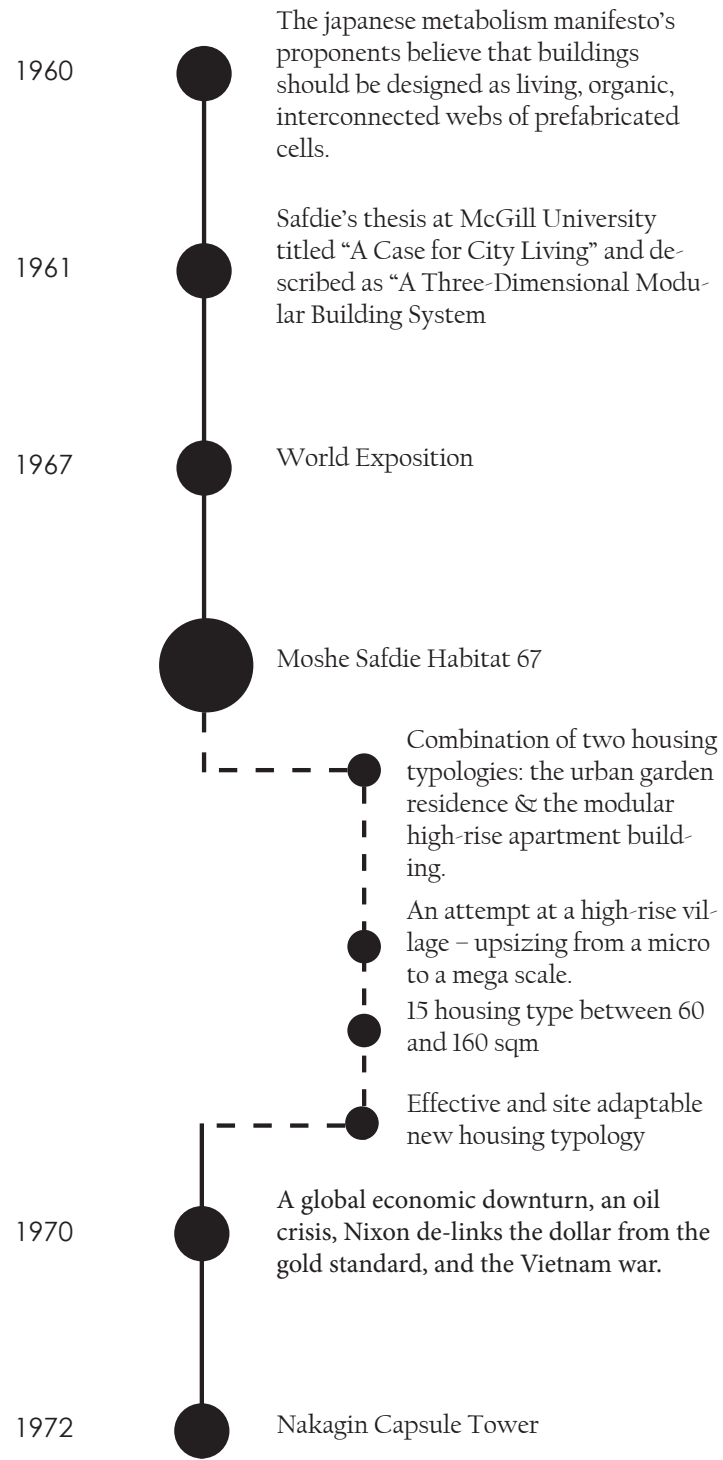 1960
The japanese metabolism manifesto's
proponents believe that buildings
should be designed as living, organic,
interconnected webs of prefabricated
cells.
1961
Safdie's thesis at McGill University
titled “A Case for City Living” and de-
scribed as “A Three-Dimensional Modu-
lar Building System
1967
World Exposition
Moshe Safdie Habitat 67
Combination of two housing
typologies: the urban garden
residence & the modular
high-rise apartment build-
ing.
An attempt at a high-rise vil-
lage – upsizing from a micro
to a mega scale.
15 housing type between 60
and 160 sqm
Effective and site adaptable
new housing typology
1970
A global economic downturn, an oil
crisis, Nixon de-links the dollar from the
gold standard, and the Vietnam war.
1972
Nakagin Capsule Tower